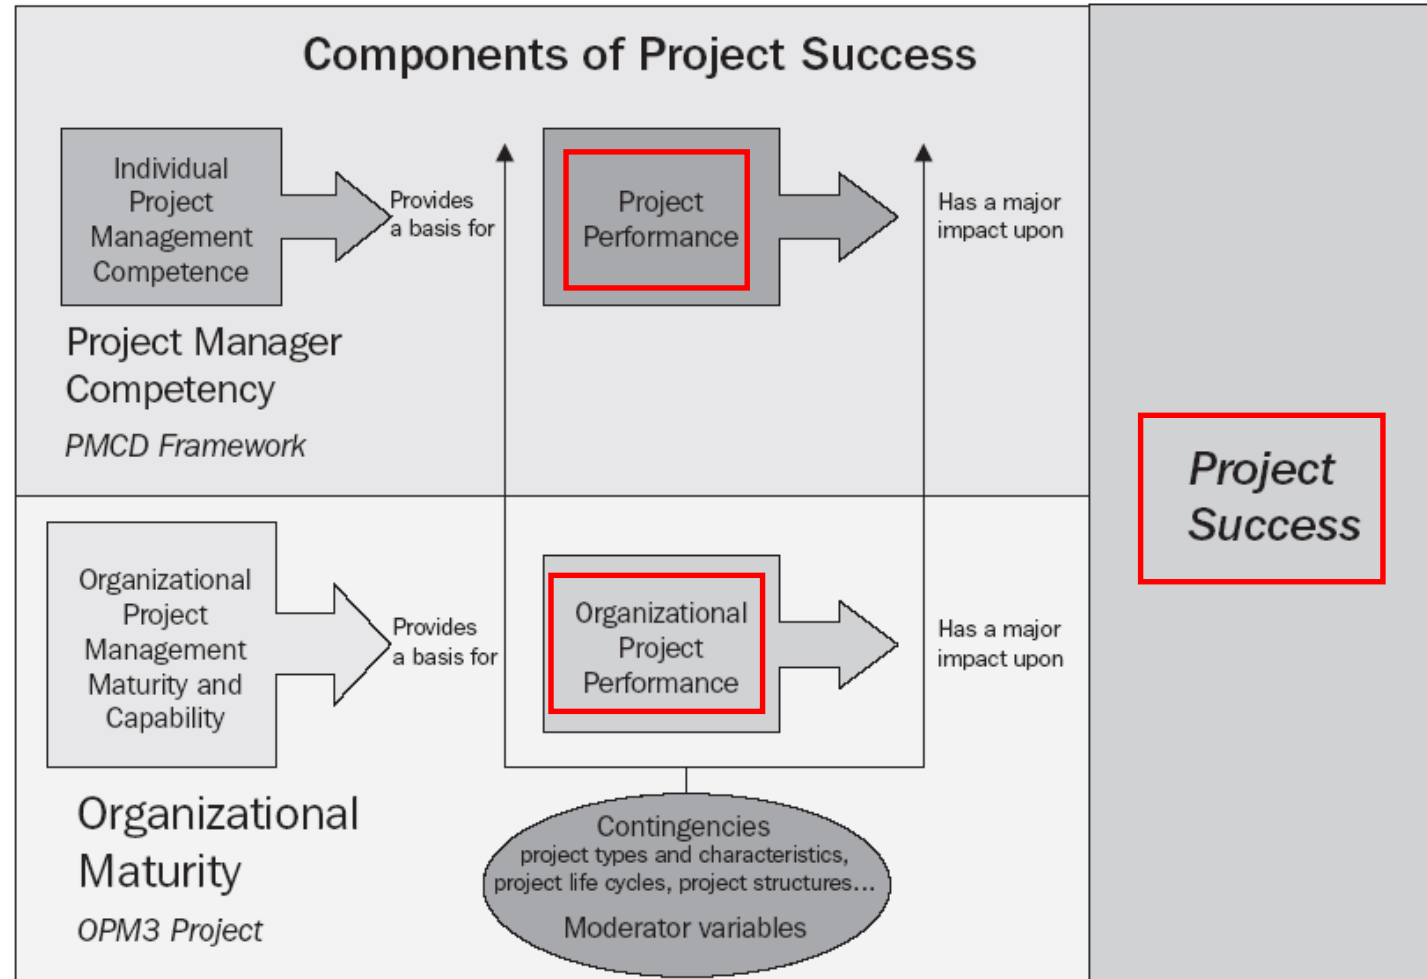 Components of Project Success
Individual
Project
Management
Competence
Provides
a basis for
Project
Performance
Has a major
impact upon
Project Manager
Competency
PMCD Framework
Organizational
Project
Management
Maturity and
Capability
Provides
a basis for
Organizational
Project
Performance
Has a major
impact upon
Organizational
Maturity
OPM3 Project
Contingencies
project types and characteristics,
project life cycles, project structures...
Moderator variables
Project
Success